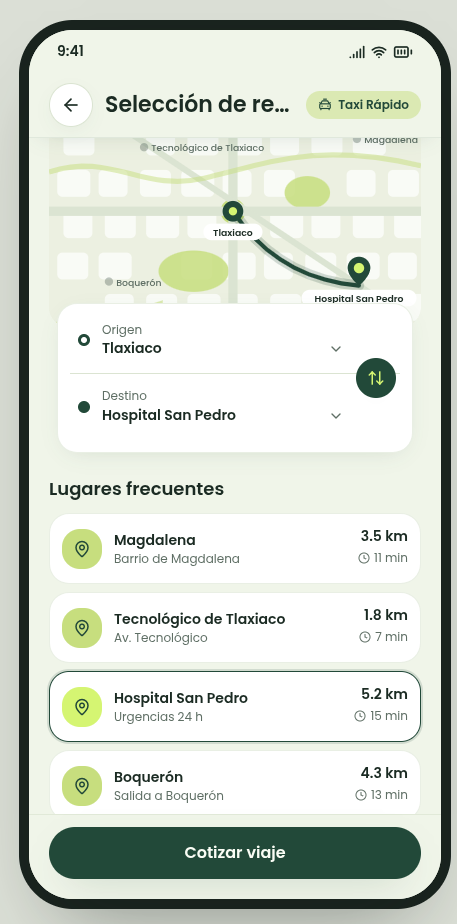 9:41
Selección de re...
Taxi Rápido
Tecnológico de Tlaxiaco
Magdalena
Tlaxiaco
Boquerón
Hospital San Pedro
Origen
Tlaxiaco
Destino
Hospital San Pedro
Lugares frecuentes
Magdalena
3.5 km
Barrio de Magdalena
11 min
Tecnológico de Tlaxiaco
1.8 km
Av. Tecnológico
7 min
Hospital San Pedro
5.2 km
Urgencias 24 h
15 min
Boquerón
4.3 km
Salida a Boquerón
13 min
Cotizar viaje